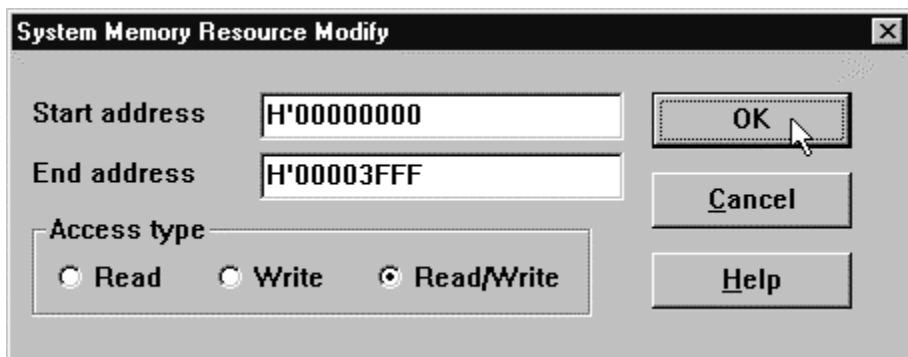 System Memory Resource Modify
Start address H'00000000 OK
End address H'00003FFF
Cancel
Access type
Read Write Read/Write Help